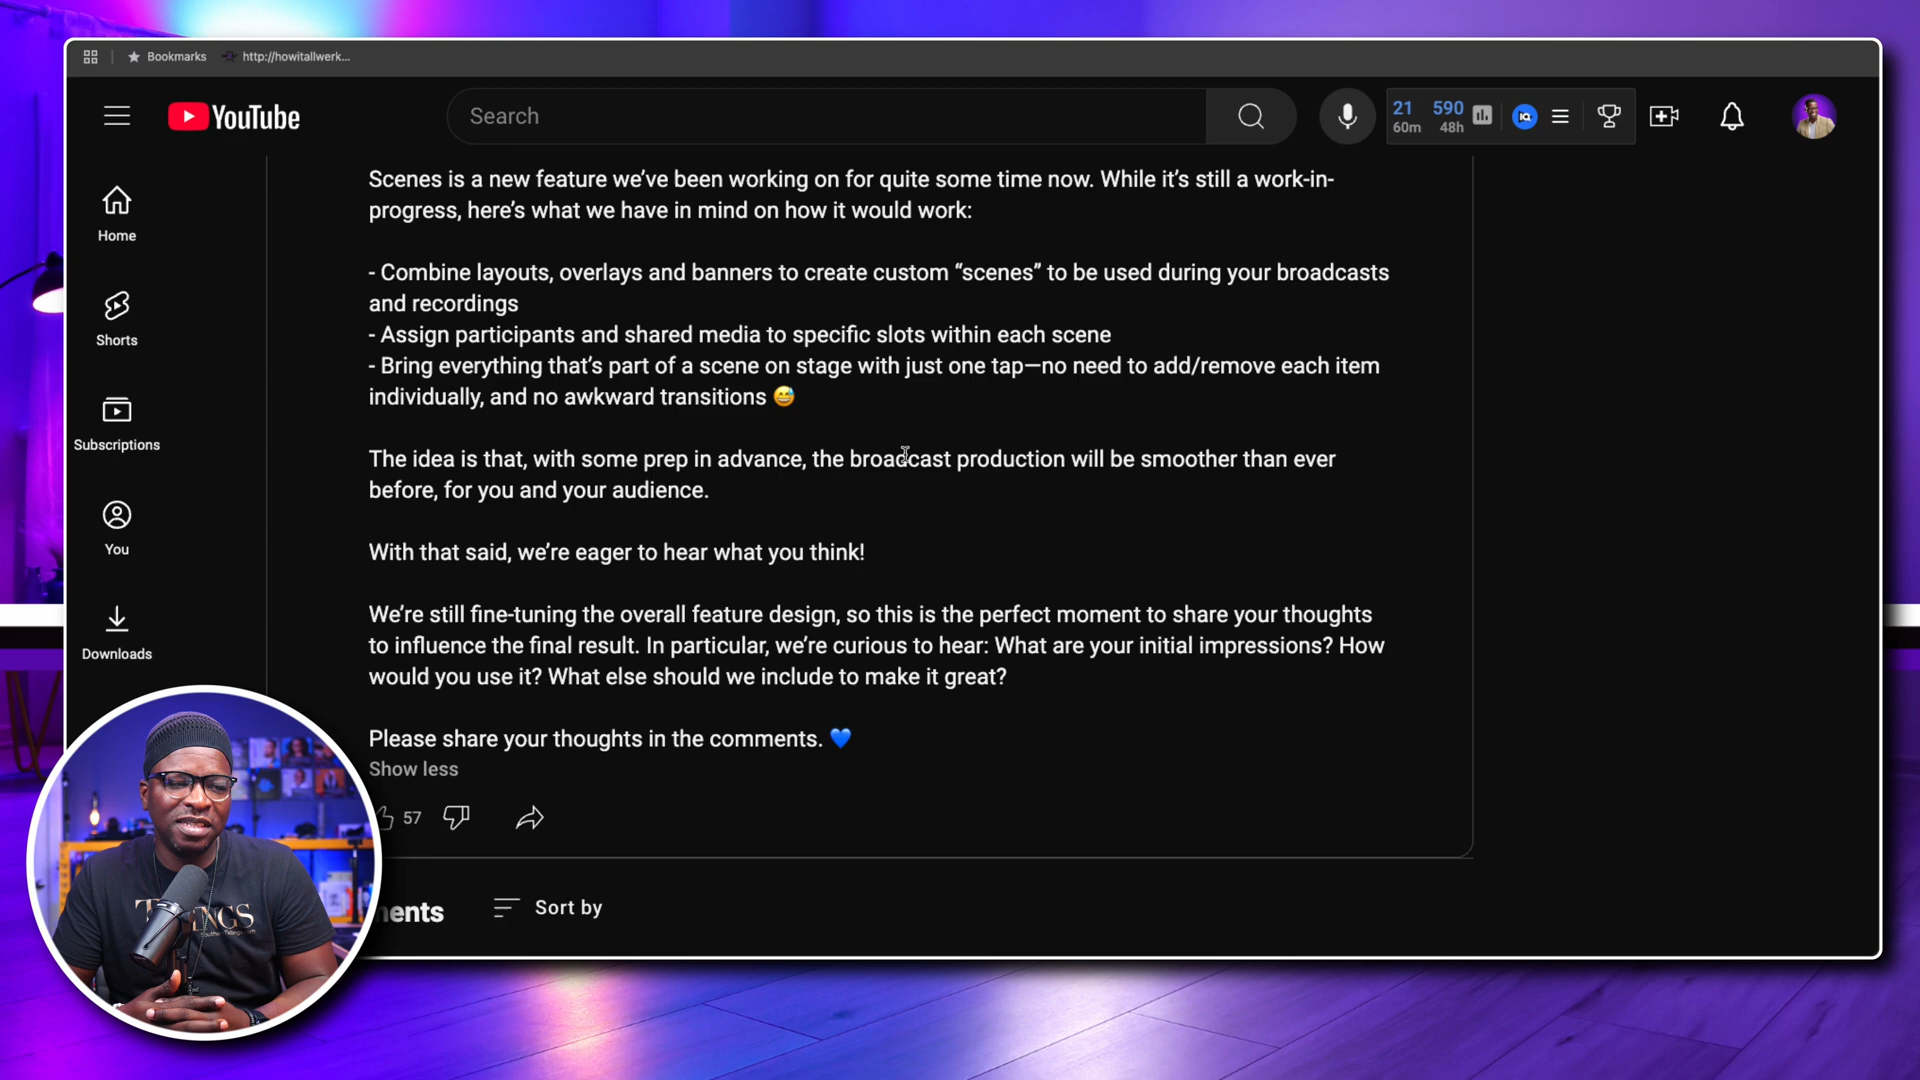 Bookmarks http://howitallwerk...
YouTube
Search
21 590
60m 48h
IQ
Home
Shorts
Subscriptions
You
Downloads
Scenes is a new feature we’ve been working on for quite some time now. While it’s still a work-in-
progress, here’s what we have in mind on how it would work:
- Combine layouts, overlays and banners to create custom “scenes” to be used during your broadcasts
and recordings
- Assign participants and shared media to specific slots within each scene
- Bring everything that’s part of a scene on stage with just one tap—no need to add/remove each item
individually, and no awkward transitions 😅
The idea is that, with some prep in advance, the broadcast production will be smoother than ever
before, for you and your audience.
With that said, we’re eager to hear what you think!
We’re still fine-tuning the overall feature design, so this is the perfect moment to share your thoughts
to influence the final result. In particular, we’re curious to hear: What are your initial impressions? How
would you use it? What else should we include to make it great?
Please share your thoughts in the comments. 💙
Show less
57
ments Sort by